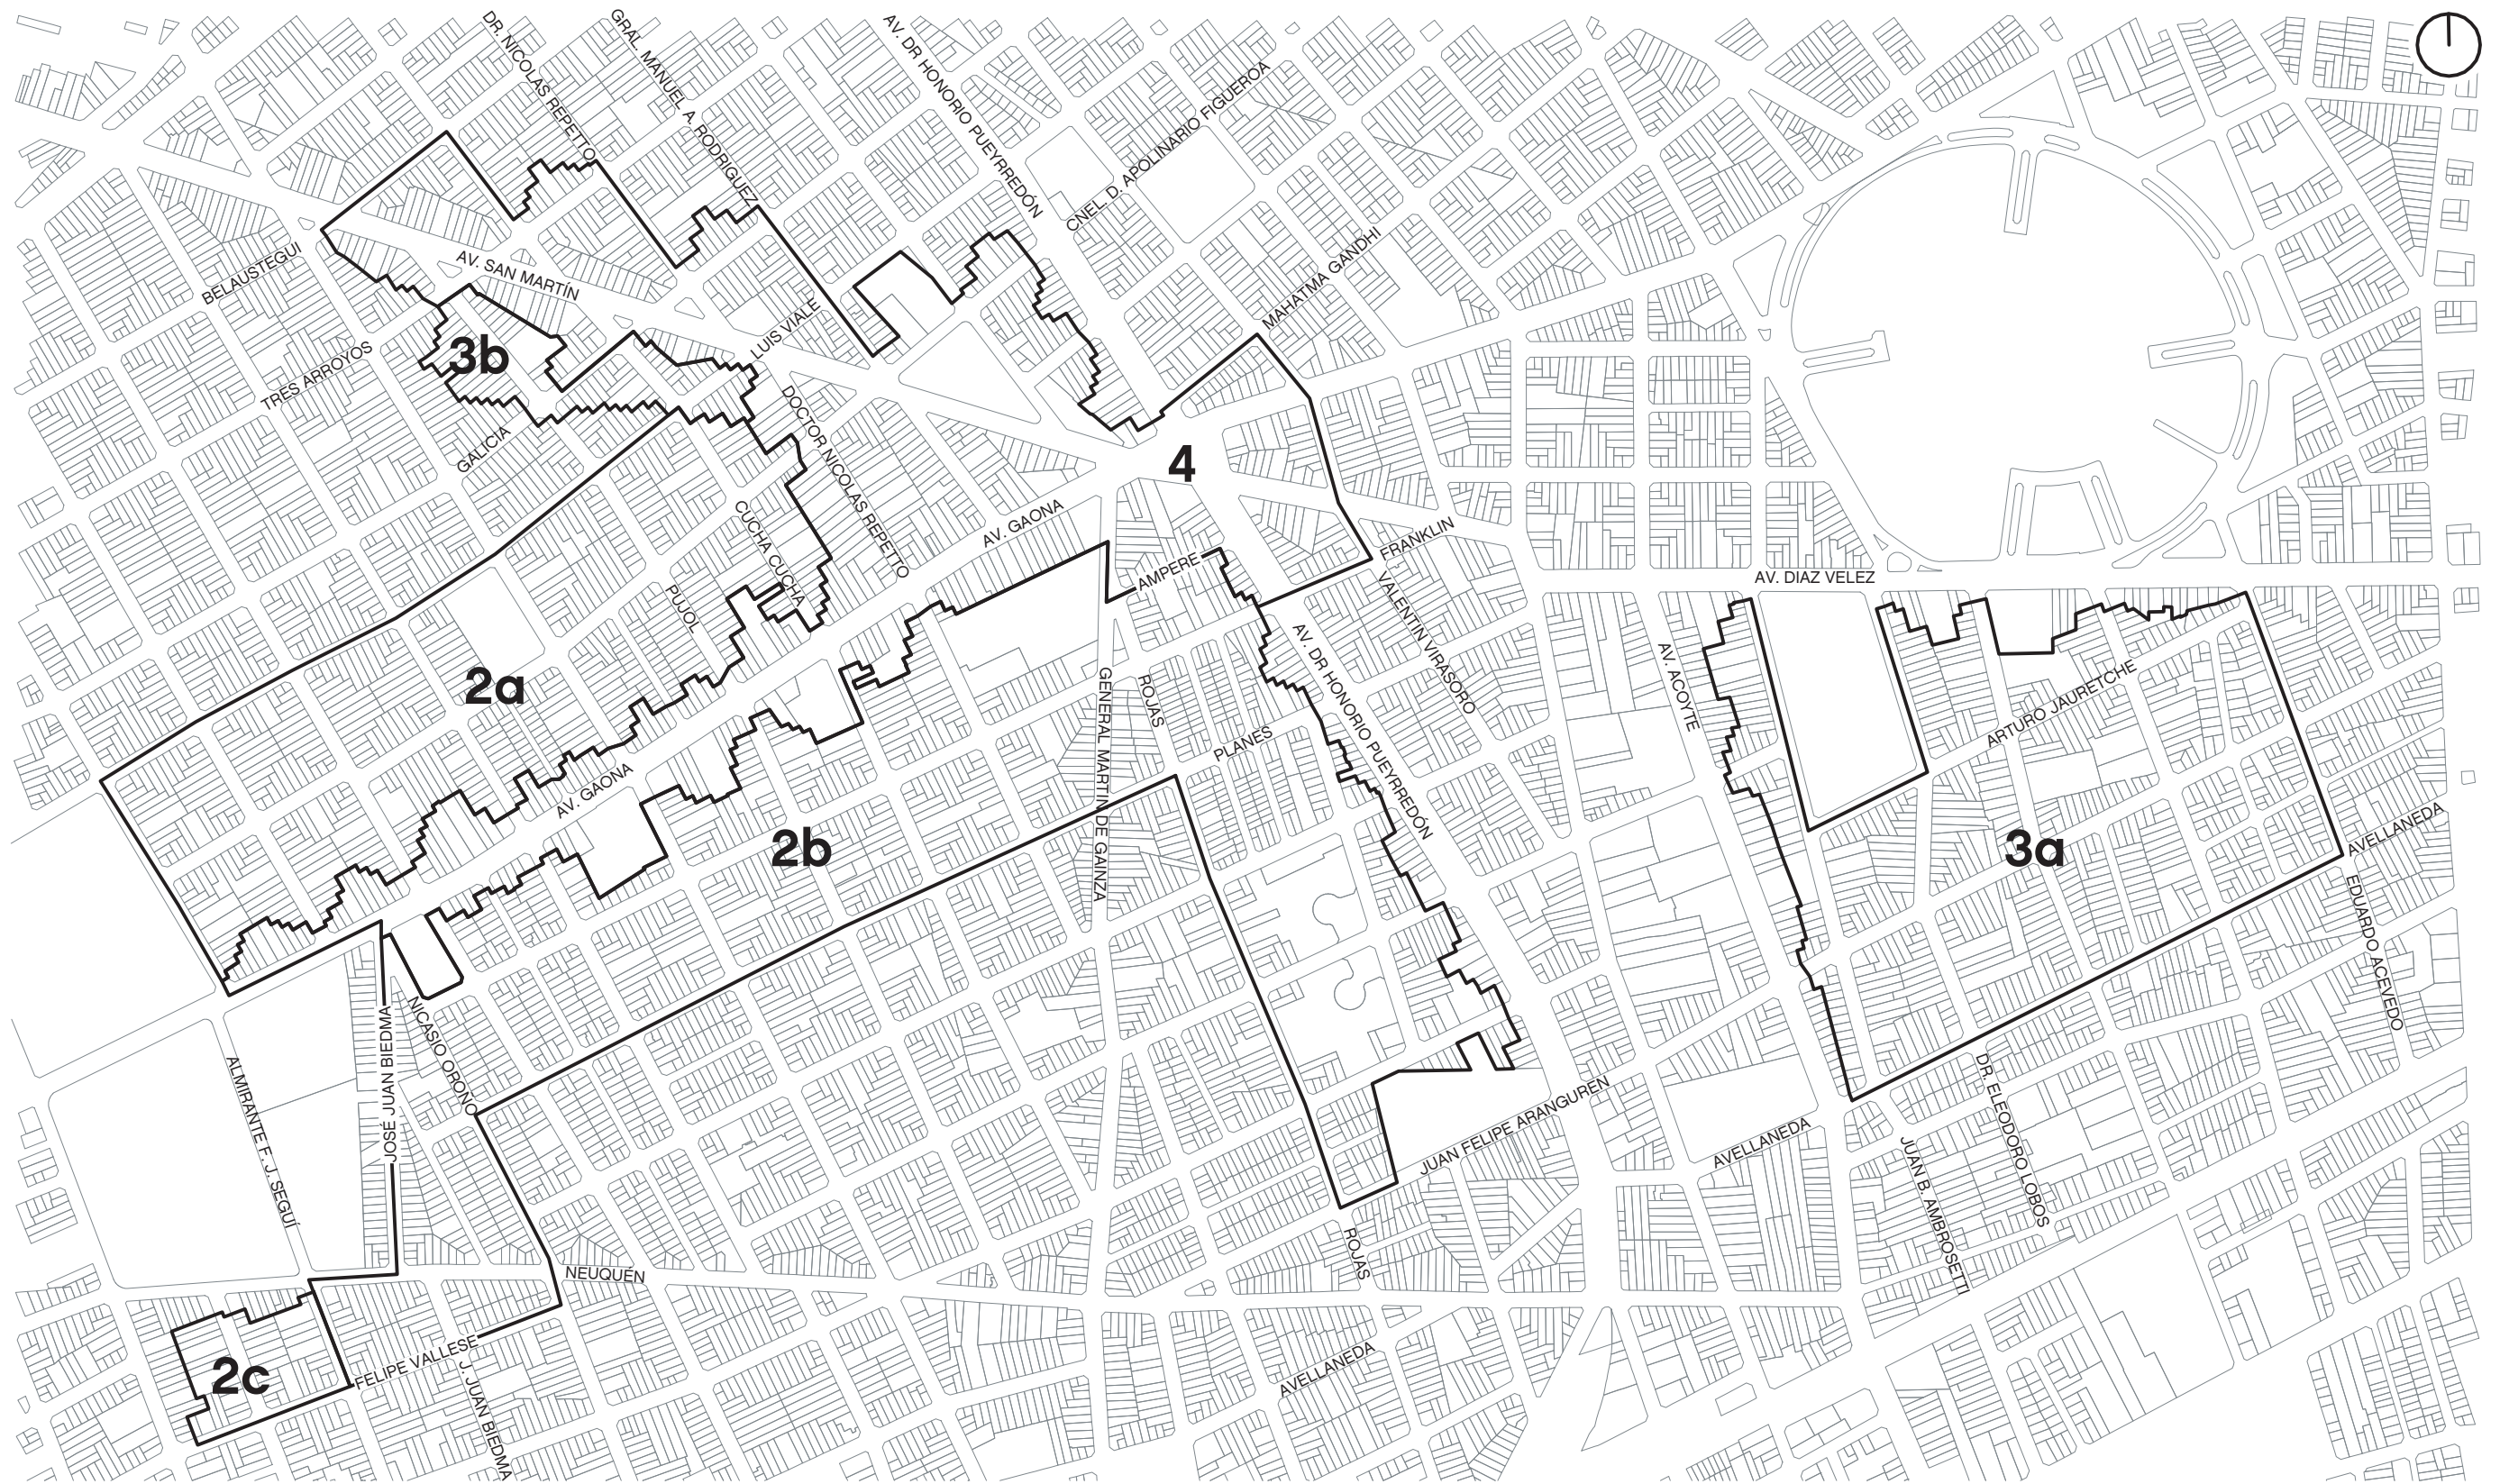 DR. NICOLAS REPETTO
GRAL. MANUEL A. RODRIGUEZ
AV. DR HONORIO PUEYRREDÓN
CNEL. D. APOLINARIO FIGUEROA
BELAUSTEGUI
AV. SAN MARTÍN
MAHATMA GANDHI
TRES ARROYOS
3b
LUIS VIALE
GALICIA
DOCTOR NICOLAS REPETTO
4
CUCHA CUCHA
AV. GAONA
AMPERE
FRANKLIN
AV. DIAZ VELEZ
PUJOL
VALENTIN VIRASORO
2a
GENERAL MARTIN DE GAINZA
ROJAS
AV. DR HONORIO PUEYRREDÓN
AV. ACOYTE
ARTURO JAURETCHE
PLANES
AV. GAONA
2b
3a
AVELLANEDA
EDUARDO ACEVEDO
NICASIO OROÑO
JOSÉ JUAN BIEDMA
ALMIRANTE F. J. SEGUÍ
JUAN FELIPE ARANGUREN
AVELLANEDA
DR. ELEODORO LOBOS
JUAN B. AMBROSETTI
ROJAS
NEUQUÉN
2c
FELIPE VALLESE
J. JUAN BIEDMA
AVELLANEDA